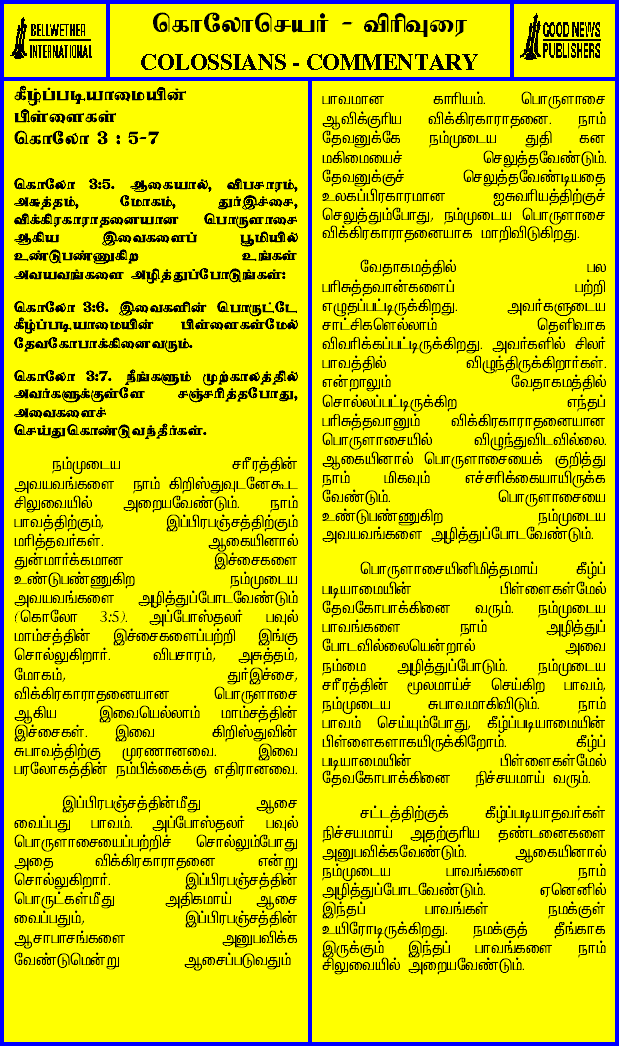 BELLWETHER
INTERNATIONAL
கொலோசெயர் - விரிவுரை
COLOSSIANS - COMMENTARY
GOOD NEWS
PUBLISHERS
கீழ்ப்படியாமையின்
பிள்ளைகள்
கொலோ 3 : 5-7
கொலோ 3:5. ஆகையால், விபசாரம்,
அசுத்தம், மோகம், துர்இச்சை,
விக்கிரகாராதனையான பொருளாசை
ஆகிய இவைகளைப் பூமியில்
உண்டுபண்ணுகிற உங்கள்
அவயவங்களை அழித்துப்போடுங்கள்:
கொலோ 3:6. இவைகளின் பொருட்டே
கீழ்ப்படியாமையின் பிள்ளைகள்மேல்
தேவகோபாக்கினைவரும்.
கொலோ 3:7. நீங்களும் முற்காலத்தில்
அவர்களுக்குள்ளே சஞ்சரித்தபோது,
அவைகளைச்
செய்துகொண்டுவந்தீர்கள்.
நம்முடைய சரீரத்தின்
அவயவங்களை நாம் கிறிஸ்துவுடனேகூட
சிலுவையில் அறையவேண்டும். நாம்
பாவத்திற்கும், இப்பிரபஞ்சத்திற்கும்
மரித்தவர்கள். ஆகையினால்
துன்மார்க்கமான இச்சைகளை
உண்டுபண்ணுகிற நம்முடைய
அவயவங்களை அழித்துப்போடவேண்டும்
(கொலோ 3:5). அப்போஸ்தலர் பவுல்
மாம்சத்தின் இச்சைகளைப்பற்றி இங்கு
சொல்லுகிறார். விபசாரம், அசுத்தம்,
மோகம், துர்இச்சை,
விக்கிரகாராதனையான பொருளாசை
ஆகிய இவையெல்லாம் மாம்சத்தின்
இச்சைகள். இவை கிறிஸ்துவின்
சுபாவத்திற்கு முரணானவை. இவை
பரலோகத்தின் நம்பிக்கைக்கு எதிரானவை.
இப்பிரபஞ்சத்தின்மீது ஆசை
வைப்பது பாவம். அப்போஸ்தலர் பவுல்
பொருளாசையைப்பற்றிச் சொல்லும்போது
அதை விக்கிரகாராதனை என்று
சொல்லுகிறார். இப்பிரபஞ்சத்தின்
பொருட்கள்மீது அதிகமாய் ஆசை
வைப்பதும், இப்பிரபஞ்சத்தின்
ஆசாபாசங்களை அனுபவிக்க
வேண்டுமென்று ஆசைப்படுவதும்
பாவமான காரியம். பொருளாசை
ஆவிக்குரிய விக்கிரகாராதனை. நாம்
தேவனுக்கே நம்முடைய துதி கன
மகிமையைச் செலுத்தவேண்டும்.
தேவனுக்குச் செலுத்தவேண்டியதை
உலகப்பிரகாரமான ஐசுவரியத்திற்குச்
செலுத்தும்போது, நம்முடைய பொருளாசை
விக்கிரகாராதனையாக மாறிவிடுகிறது.
வேதாகமத்தில் பல
பரிசுத்தவான்களைப் பற்றி
எழுதப்பட்டிருக்கிறது. அவர்களுடைய
சாட்சிகளெல்லாம் தெளிவாக
விவரிக்கப்பட்டிருக்கிறது. அவர்களில் சிலர்
பாவத்தில் விழுந்திருக்கிறார்கள்.
என்றாலும் வேதாகமத்தில்
சொல்லப்பட்டிருக்கிற எந்தப்
பரிசுத்தவானும் விக்கிரகாராதனையான
பொருளாசையில் விழுந்துவிடவில்லை.
ஆகையினால் பொருளாசையைக் குறித்து
நாம் மிகவும் எச்சரிக்கையாயிருக்க
வேண்டும். பொருளாசையை
உண்டுபண்ணுகிற நம்முடைய
அவயவங்களை அழித்துப்போடவேண்டும்.
பொருளாசையினிமித்தமாய் கீழ்ப்
படியாமையின் பிள்ளைகள்மேல்
தேவகோபாக்கினை வரும். நம்முடைய
பாவங்களை நாம் அழித்துப்
போடவில்லையென்றால் அவை
நம்மை அழித்துப்போடும். நம்முடைய
சரீரத்தின் மூலமாய்ச் செய்கிற பாவம்,
நம்முடைய சுபாவமாகிவிடும். நாம்
பாவம் செய்யும்போது, கீழ்ப்படியாமையின்
பிள்ளைகளாகயிருக்கிறோம். கீழ்ப்
படியாமையின் பிள்ளைகள்மேல்
தேவகோபாக்கினை நிச்சயமாய் வரும்.
சட்டத்திற்குக் கீழ்ப்படியாதவர்கள்
நிச்சயமாய் அதற்குரிய தண்டனைகளை
அனுபவிக்கவேண்டும். ஆகையினால்
நம்முடைய பாவங்களை நாம்
அழித்துப்போடவேண்டும். ஏனெனில்
இந்தப் பாவங்கள் நமக்குள்
உயிரோடிருக்கிறது. நமக்குத் தீங்காக
இருக்கும் இந்தப் பாவங்களை நாம்
சிலுவையில் அறையவேண்டும்.